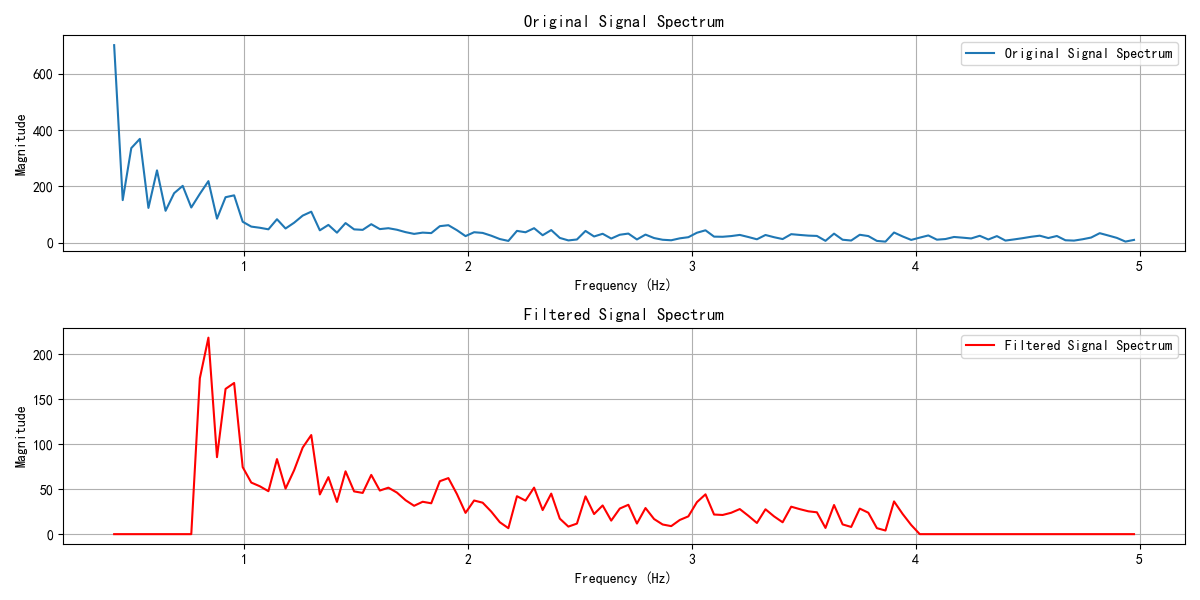 Original Signal Spectrum
Original Signal Spectrum
600
400
200
0
Magnitude
1 2 3 4 5
Frequency (Hz)
Filtered Signal Spectrum
Filtered Signal Spectrum
200
150
100
50
0
Magnitude
1 2 3 4 5
Frequency (Hz)